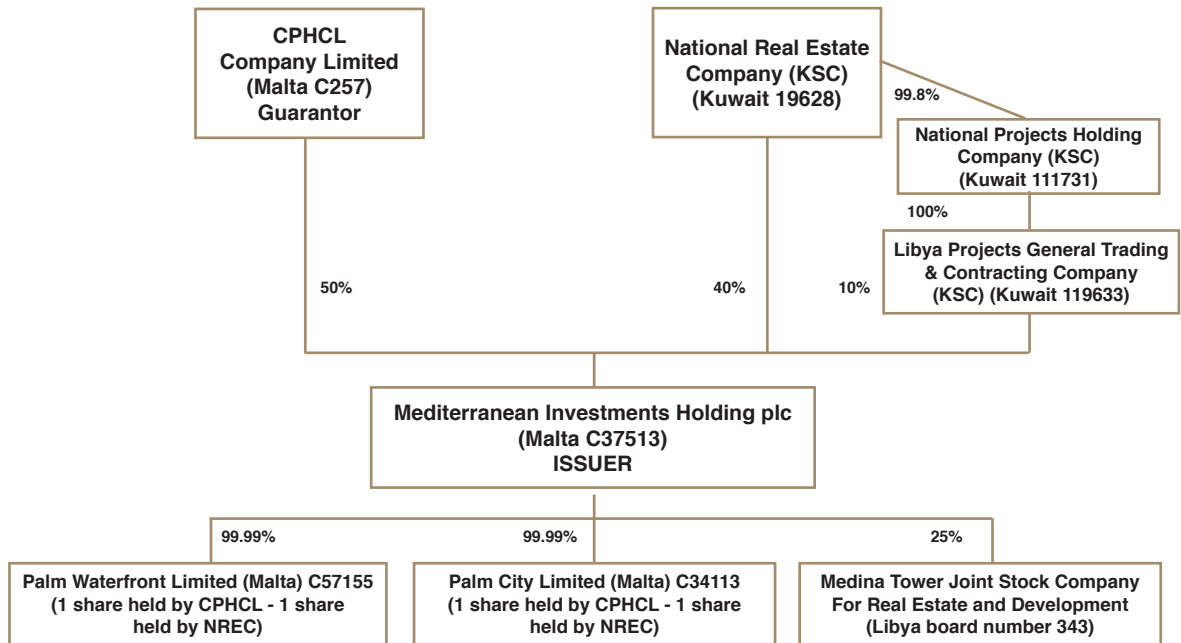 CPHCL
Company Limited
(Malta C257)
Guarantor
National Real Estate
Company (KSC)
(Kuwait 19628)
99.8%
National Projects Holding
Company (KSC)
(Kuwait 111731)
100%
Libya Projects General Trading
& Contracting Company
(KSC) (Kuwait 119633)
50%
40%
10%
Mediterranean Investments Holding plc
(Malta C37513)
ISSUER
99.99%
99.99%
25%
Palm Waterfront Limited (Malta) C57155
(1 share held by CPHCL - 1 share
held by NREC)
Palm City Limited (Malta) C34113
(1 share held by CPHCL - 1 share
held by NREC)
Medina Tower Joint Stock Company
For Real Estate and Development
(Libya board number 343)